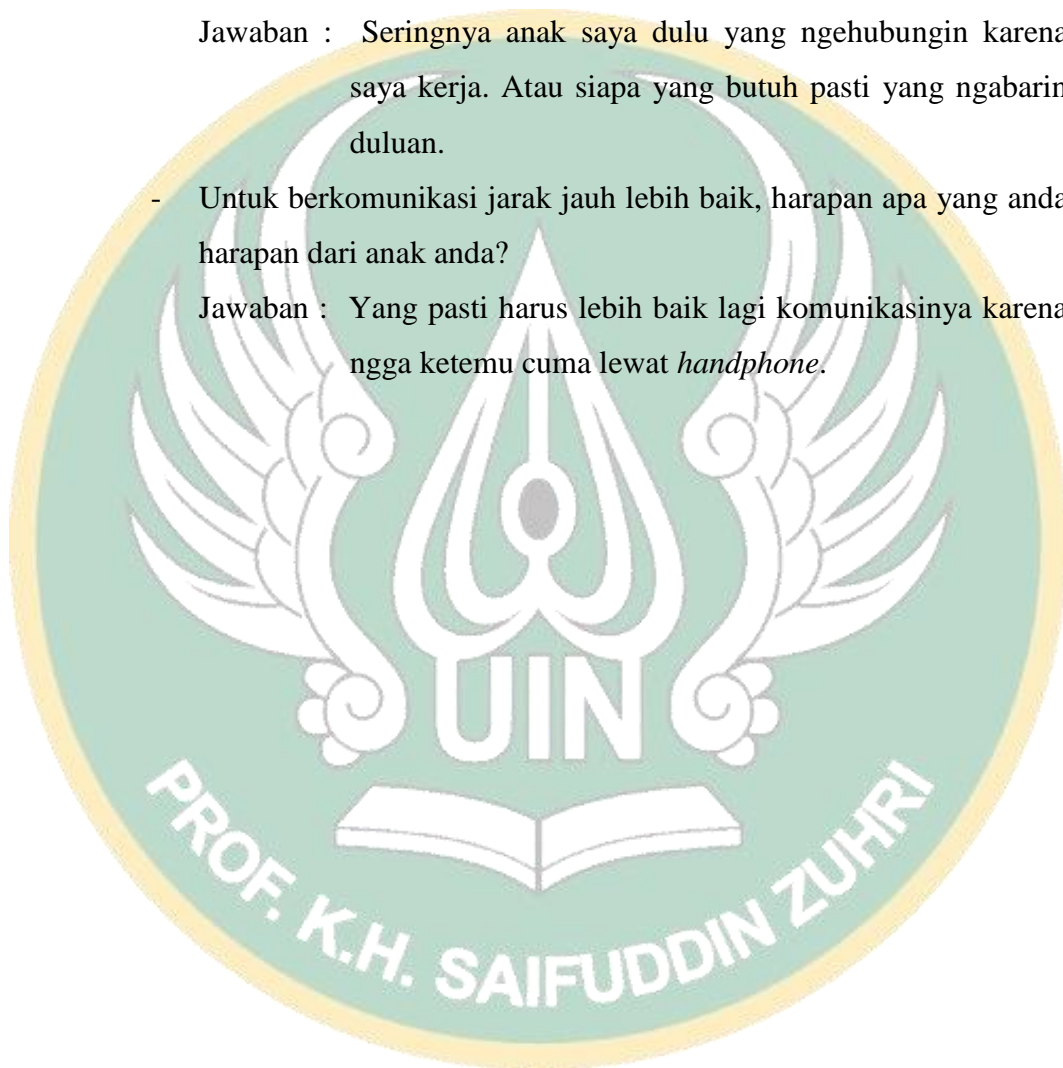 Jawaban : Seringnya anak saya dulu yang ngehubungin karena
saya kerja. Atau siapa yang butuh pasti yang ngabarin
duluan.
- Untuk berkomunikasi jarak jauh lebih baik, harapan apa yang anda
harapan dari anak anda?
Jawaban : Yang pasti harus lebih baik lagi komunikasinya karena
ngga ketemu cuma lewat handphone.
UIN
PROF. K.H. SAIFUDDIN ZUHRI